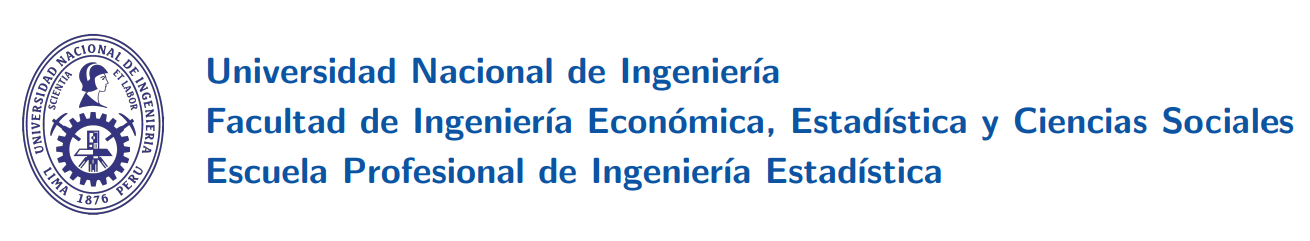 UNIVERSIDAD NACIONAL DE INGENIERIA
SCIENTIA ET LABOR
LIMA 1876 PERÚ
Universidad Nacional de Ingeniería
Facultad de Ingeniería Económica, Estadística y Ciencias Sociales
Escuela Profesional de Ingeniería Estadística